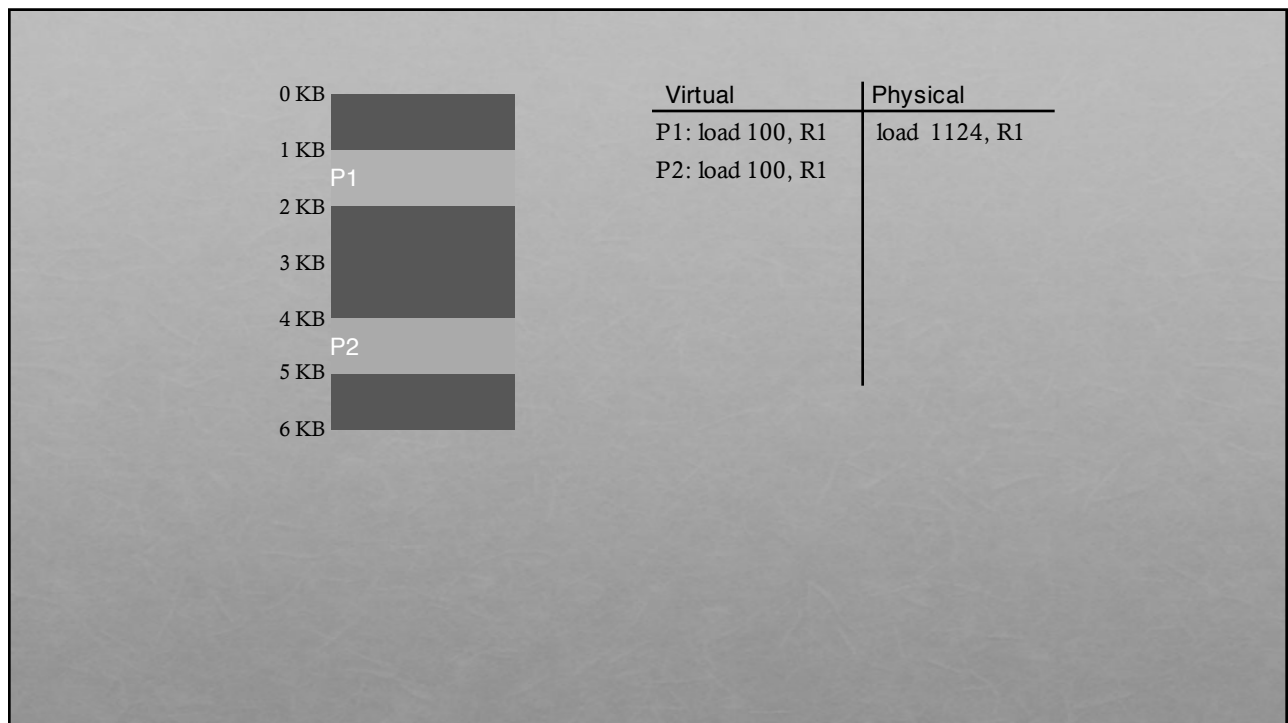 0 KB
1 KB
P1
2 KB
3 KB
4 KB
P2
5 KB
6 KB
Virtual Physical
P1: load 100, R1 load 1124, R1
P2: load 100, R1